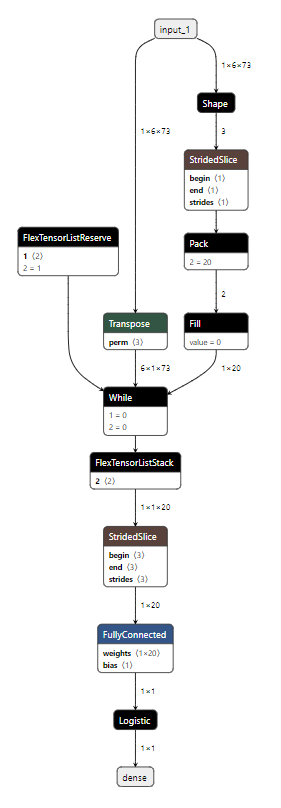 input_1
1×6×73
Shape
1×6×73
3
StridedSlice
begin ⟨1⟩
end ⟨1⟩
strides ⟨1⟩
FlexTensorListReserve
1 ⟨2⟩
2 = 1
Pack
2 = 20
2
Transpose
perm ⟨3⟩
Fill
value = 0
6×1×73
1×20
While
1 = 0
2 = 0
FlexTensorListStack
2 ⟨2⟩
1×1×20
StridedSlice
begin ⟨3⟩
end ⟨3⟩
strides ⟨3⟩
1×20
FullyConnected
weights ⟨1×20⟩
bias ⟨1⟩
1×1
Logistic
1×1
dense